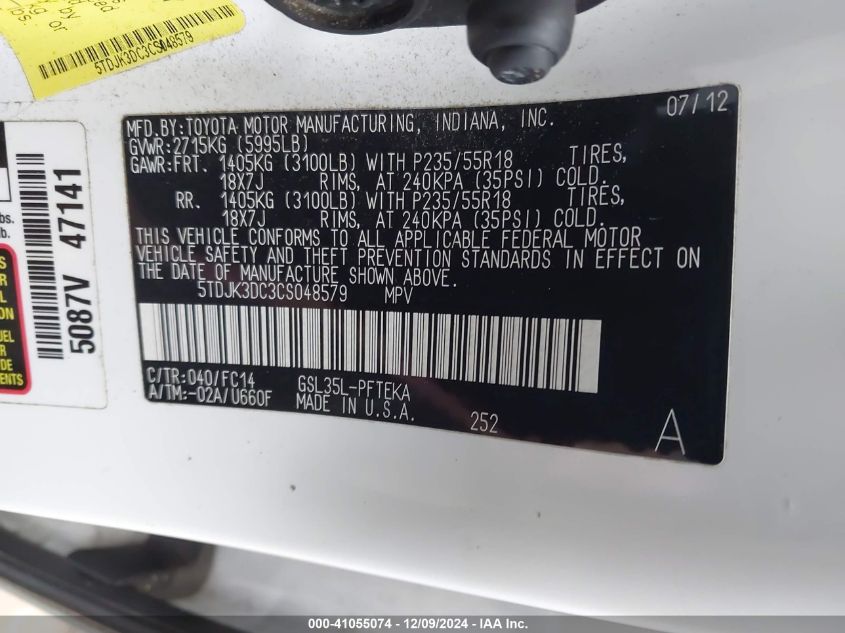 5TDJK3DC3CS048579
07/12
MFD.BY:TOYOTA MOTOR MANUFACTURING, INDIANA, INC.
GVWR:2715KG (5995LB)
GAWR:FRT. 1405KG (3100LB) WITH P235/55R18 TIRES,
18X7J RIMS, AT 240KPA (35PSI) COLD.
RR. 1405KG (3100LB) WITH P235/55R18 TIRES,
18X7J RIMS, AT 240KPA (35PSI) COLD.
THIS VEHICLE CONFORMS TO ALL APPLICABLE FEDERAL MOTOR
VEHICLE SAFETY AND THEFT PREVENTION STANDARDS IN EFFECT ON
THE DATE OF MANUFACTURE SHOWN ABOVE.
5TDJK3DC3CS048579 MPV
C/TR:040/FC14 GSL35L-PFTEKA
A/TM:-02A/U660F MADE IN U.S.A.
252
A
5087V 47141
000-41055074 - 12/09/2024 - IAA Inc.